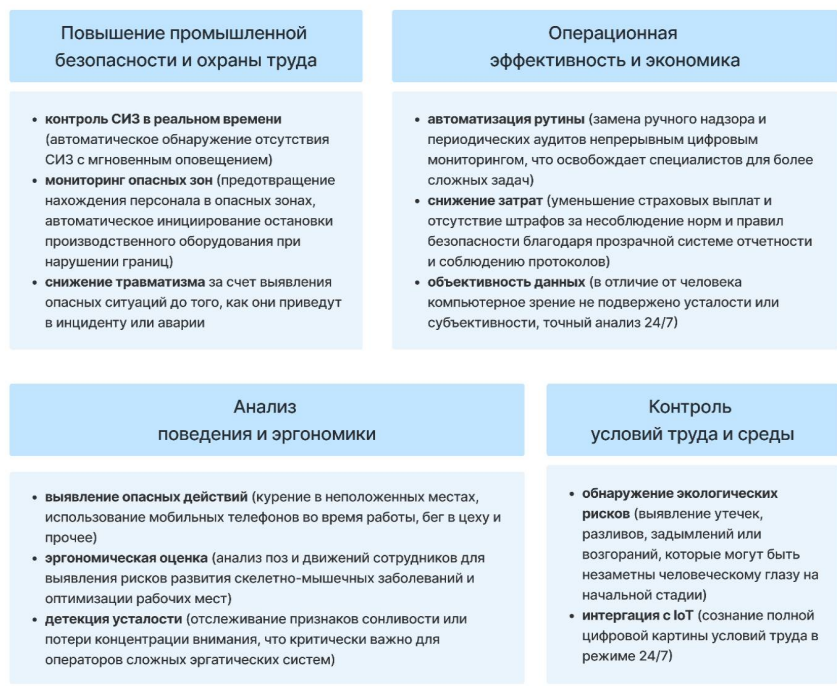 Повышение промышленной
безопасности и охраны труда
• контроль СИЗ в реальном времени
(автоматическое обнаружение отсутствия
СИЗ с мгновенным оповещением)
• мониторинг опасных зон (предотвращение
нахождения персонала в опасных зонах,
автоматическое инициирование остановки
производственного оборудования при
нарушении границ)
• снижение травматизма за счет выявления
опасных ситуаций до того, как они приведут
в инциденту или аварии
Операционная
эффективность и экономика
• автоматизация рутины (замена ручного надзора и
периодических аудитов непрерывным цифровым
мониторингом, что освобождает специалистов для более
сложных задач)
• снижение затрат (уменьшение страховых выплат и
отсутствие штрафов за несоблюдение норм и правил
безопасности благодаря прозрачной системе отчетности
и соблюдению протоколов)
• объективность данных (в отличие от человека
компьютерное зрение не подвержено усталости или
субъективности, точный анализ 24/7)
Анализ
поведения и эргономики
• выявление опасных действий (курение в неположенных местах,
использование мобильных телефонов во время работы, бег в цеху и
прочее)
• эргономическая оценка (анализ поз и движений сотрудников для
выявления рисков развития скелетно-мышечных заболеваний и
оптимизации рабочих мест)
• детекция усталости (отслеживание признаков сонливости или
потери концентрации внимания, что критически важно для
операторов сложных эргатических систем)
Контроль
условий труда и среды
• обнаружение экологических
рисков (выявление утечек,
разливов, задымлений или
возгораний, которые могут быть
незаметны человеческому глазу на
начальной стадии)
• интергация с IoT (сознание полной
цифровой картины условий труда в
режиме 24/7)